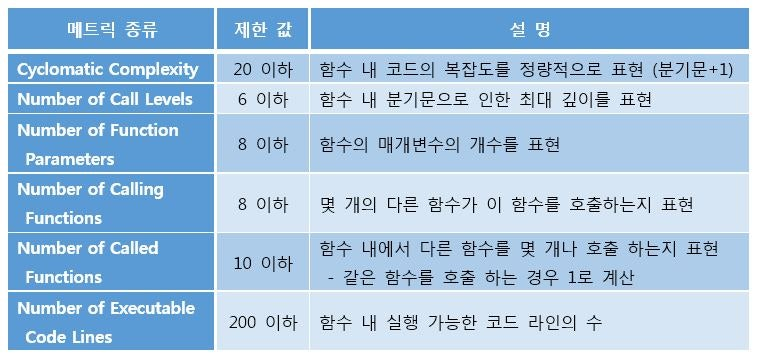 메트릭 종류 제한 값 설 명
Cyclomatic Complexity 20 이하 함수 내 코드의 복잡도를 정량적으로 표현 (분기문+1)
Number of Call Levels 6 이하 함수 내 분기문으로 인한 최대 깊이를 표현
Number of Function
Parameters
8 이하 함수의 매개변수의 개수를 표현
Number of Calling
Functions
8 이하 몇 개의 다른 함수가 이 함수를 호출하는지 표현
Number of Called
Functions
10 이하 함수 내에서 다른 함수를 몇 개나 호출 하는지 표현
- 같은 함수를 호출 하는 경우 1로 계산
Number of Executable
Code Lines
200 이하 함수 내 실행 가능한 코드 라인의 수